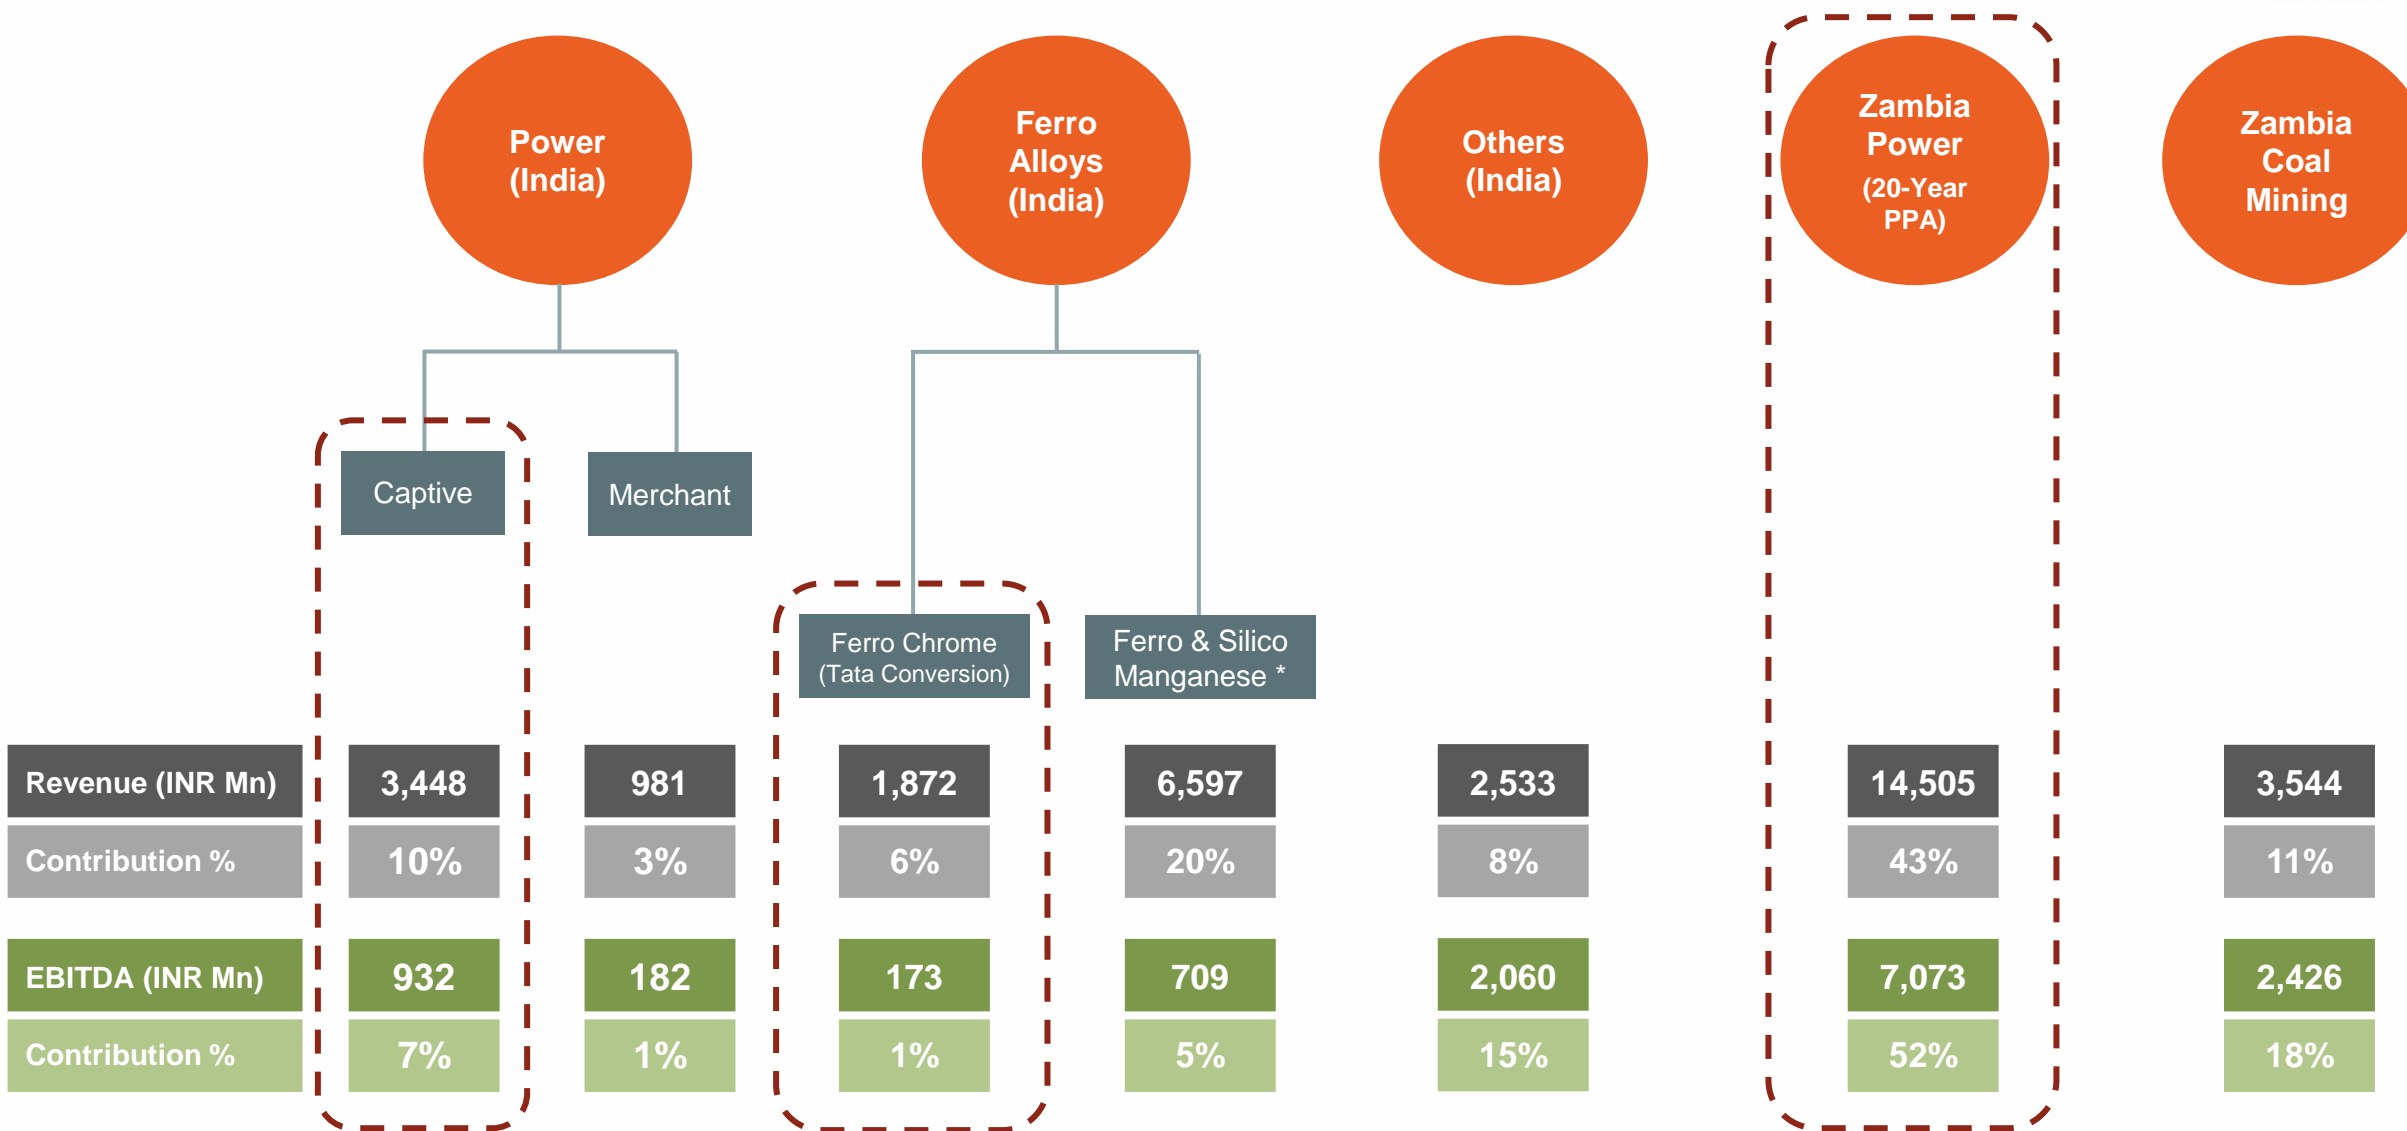 Power
(India)
Ferro
Alloys
(India)
Others
(India)
Zambia
Power
(20-Year
PPA)
Zambia
Coal
Mining
Captive
Merchant
Ferro Chrome
(Tata Conversion)
Ferro & Silico
Manganese *
Revenue (INR Mn) 3,448 981 1,872 6,597 2,533 14,505 3,544
Contribution % 10% 3% 6% 20% 8% 43% 11%
EBITDA (INR Mn) 932 182 173 709 2,060 7,073 2,426
Contribution % 7% 1% 1% 5% 15% 52% 18%